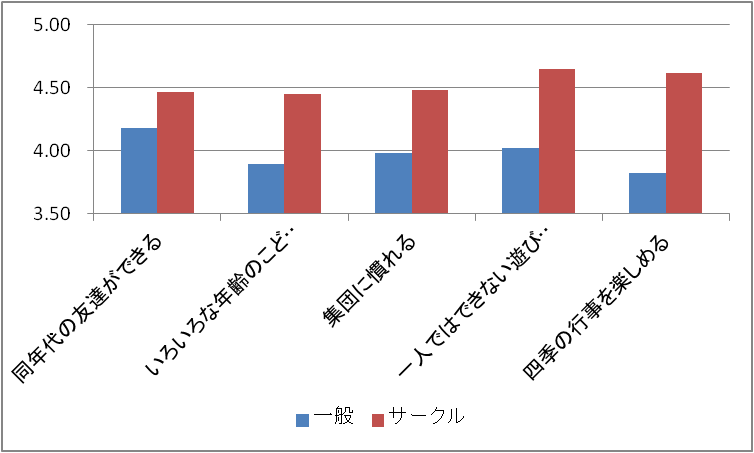 5.00
4.50
4.00
3.50
同年代の友達ができる
いろいろな年齢のこど…
集団に慣れる
一人ではできない遊び…
四季の行事を楽しめる
一般
サークル